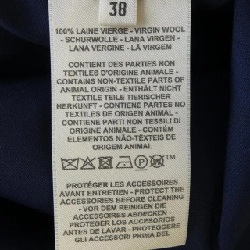 38
100% LAINE VIERGE - VIRGIN WOOL
- SCHURWOLLE - LANA VIRGEN -
LANA VERGINE - LÃ VIRGEM
CONTIENT DES PARTIES NON
TEXTILES D'ORIGINE ANIMALE -
CONTAINS NON-TEXTILE PARTS OF
ANIMAL ORIGIN - ENTHÄLT NICHT
TEXTILE TEILE TIERISCHER
HERKUNFT - CONTIENE PARTES NO
TEXTILES DE ORIGEN ANIMAL -
CONTIENE PARTI NON TESSILI DI
ORIGINE ANIMALE - CONTÉM
ELEMENTOS NÃO-TÊXTEIS DE
ORIGEM ANIMAL
PROTÉGER LES ACCESSOIRES
AVANT ENTRETIEN - PROTECT THE
ACCESSORIES BEFORE CLEANING
- VOR DEM REINIGEN DIE
ACCESSOIRES ABDECKEN
PROTEGER LOS ACCESORIOS
ANTES DE LAVAR - PROTEGGERE
GLI ACCESSORI PRIMA DEL